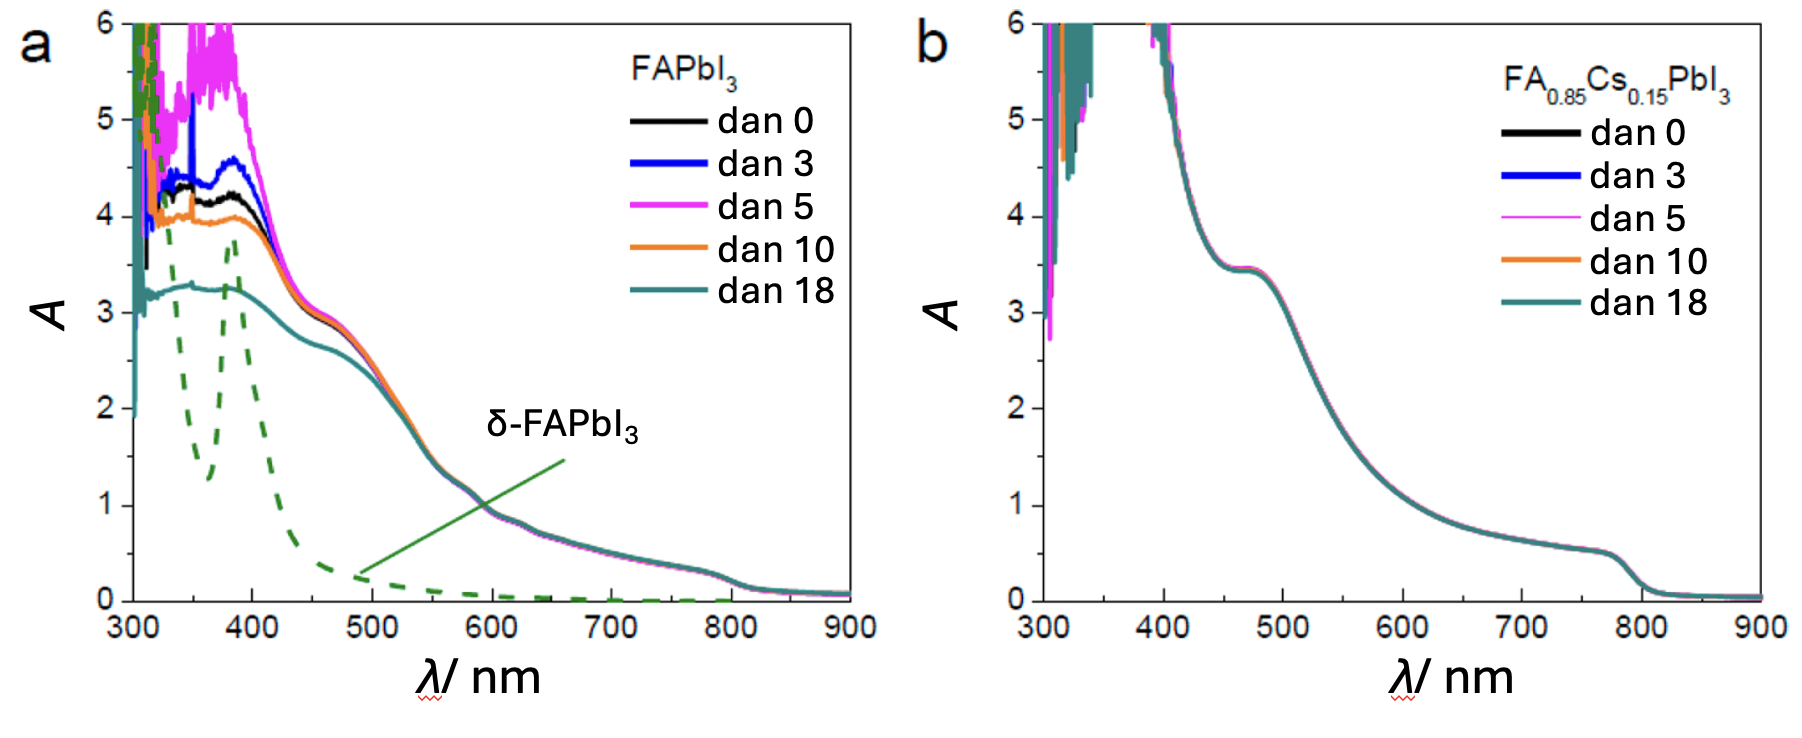 a
FAPbI₃
dan 0
dan 3
dan 5
dan 10
dan 18
δ-FAPbI₃
6
5
4
3
2
1
0
A
300 400 500 600 700 800 900
λ/ nm
b
FA₀.₈₅Cs₀.₁₅PbI₃
dan 0
dan 3
dan 5
dan 10
dan 18
6
5
4
3
2
1
0
A
300 400 500 600 700 800 900
λ/ nm